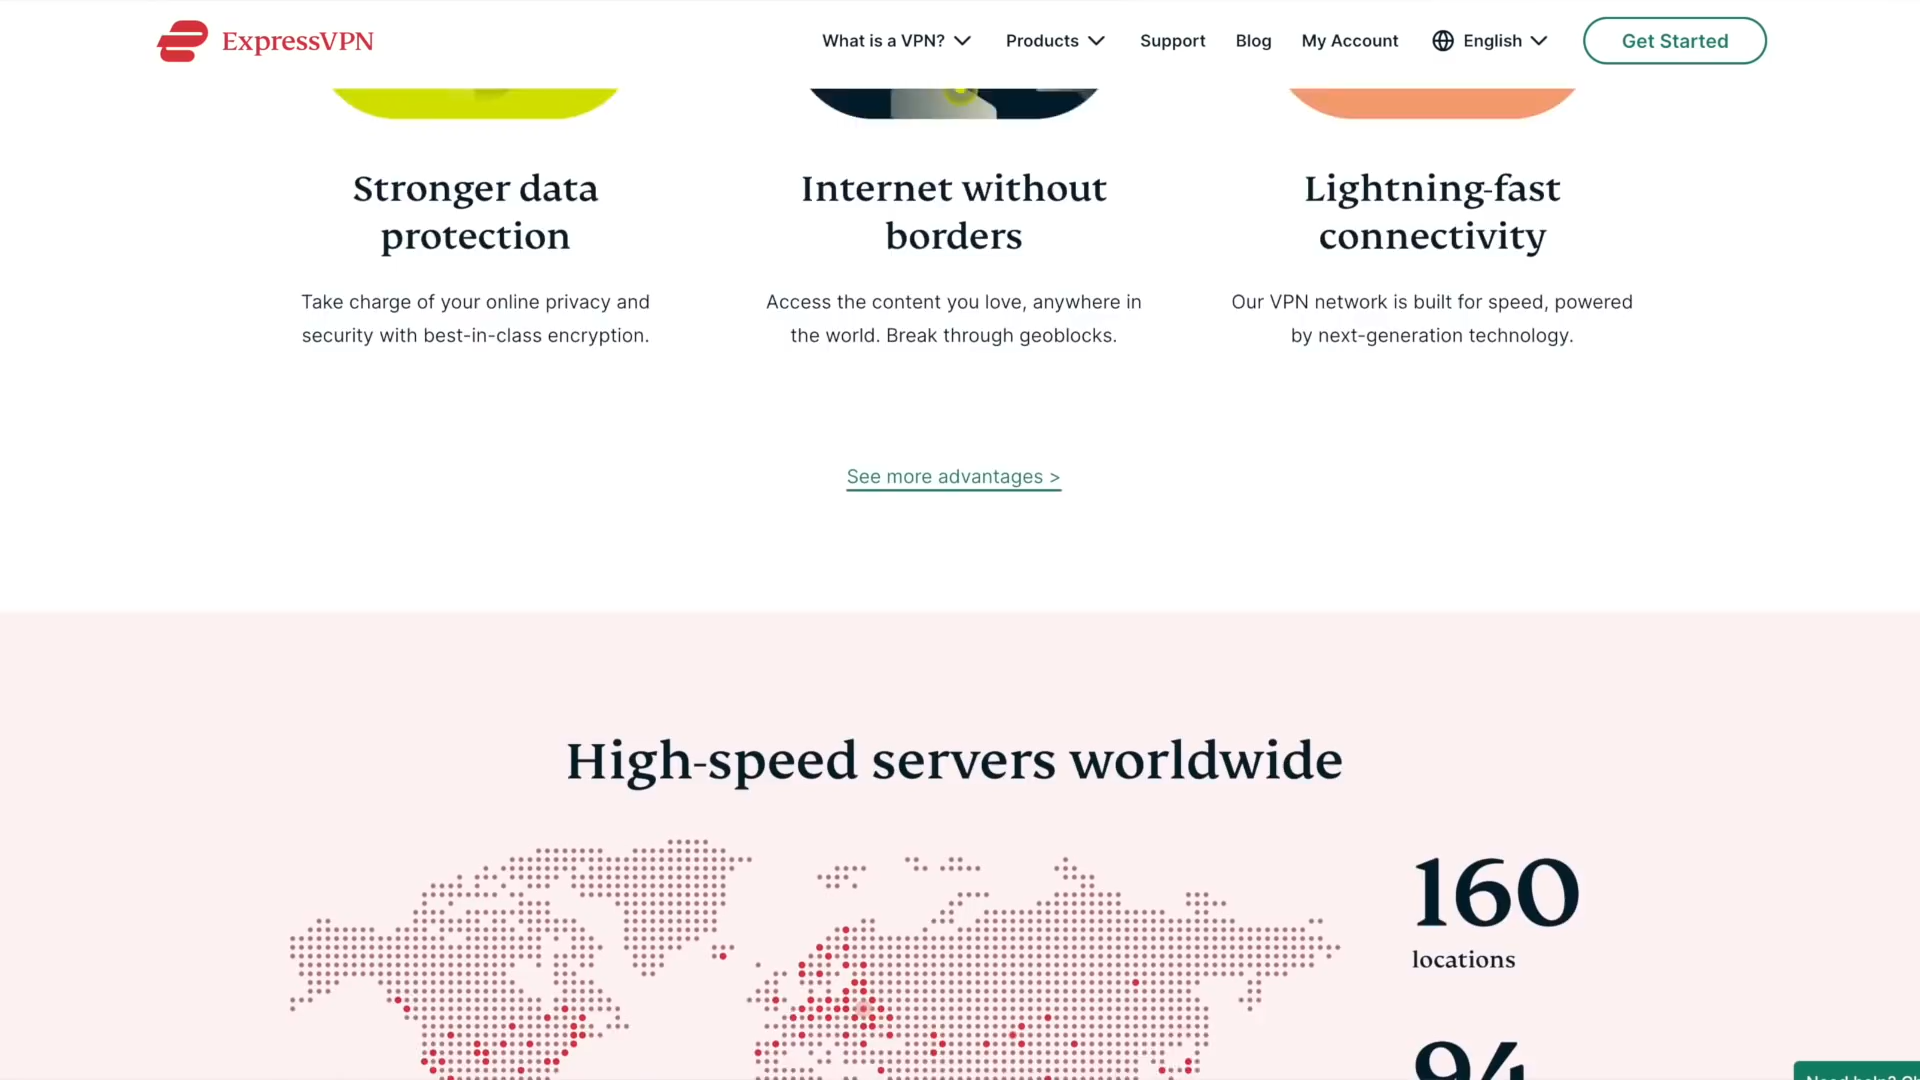 ExpressVPN
What is a VPN?
Products
Support
Blog
My Account
English
Get Started
Stronger data
protection
Take charge of your online privacy and
security with best-in-class encryption.
Internet without
borders
Access the content you love, anywhere in
the world. Break through geoblocks.
Lightning-fast
connectivity
Our VPN network is built for speed, powered
by next-generation technology.
See more advantages >
High-speed servers worldwide
160
locations
94
Need help?